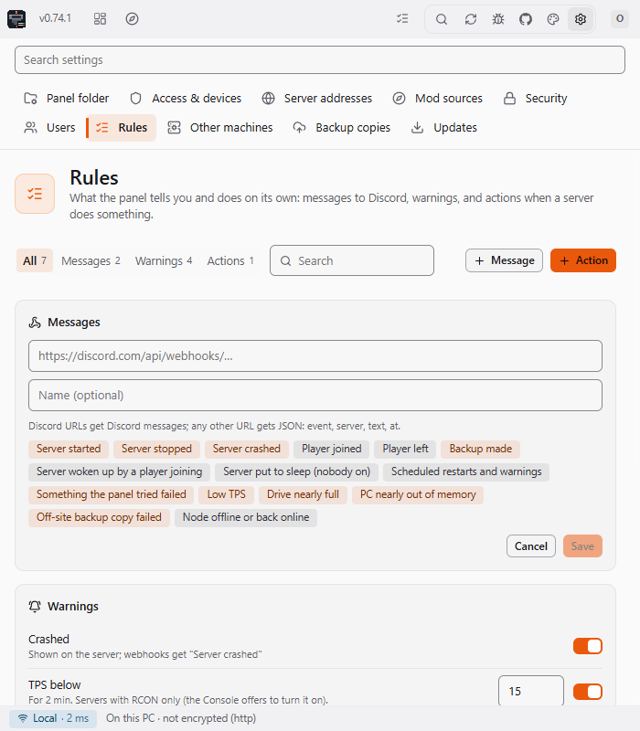 v0.74.1
O
Search settings
Panel folder Access & devices Server addresses Mod sources Security
Users Rules Other machines Backup copies Updates
Rules
What the panel tells you and does on its own: messages to Discord, warnings, and actions when a server
does something.
All 7 Messages 2 Warnings 4 Actions 1 Search + Message + Action
Messages
https://discord.com/api/webhooks/...
Name (optional)
Discord URLs get Discord messages; any other URL gets JSON: event, server, text, at.
Server started Server stopped Server crashed Player joined Player left Backup made
Server woken up by a player joining Server put to sleep (nobody on) Scheduled restarts and warnings
Something the panel tried failed Low TPS Drive nearly full PC nearly out of memory
Off-site backup copy failed Node offline or back online
Cancel Save
Warnings
Crashed
Shown on the server; webhooks get "Server crashed"
TPS below
15
For 2 min. Servers with RCON only (the Console offers to turn it on).
Local · 2 ms On this PC · not encrypted (http)